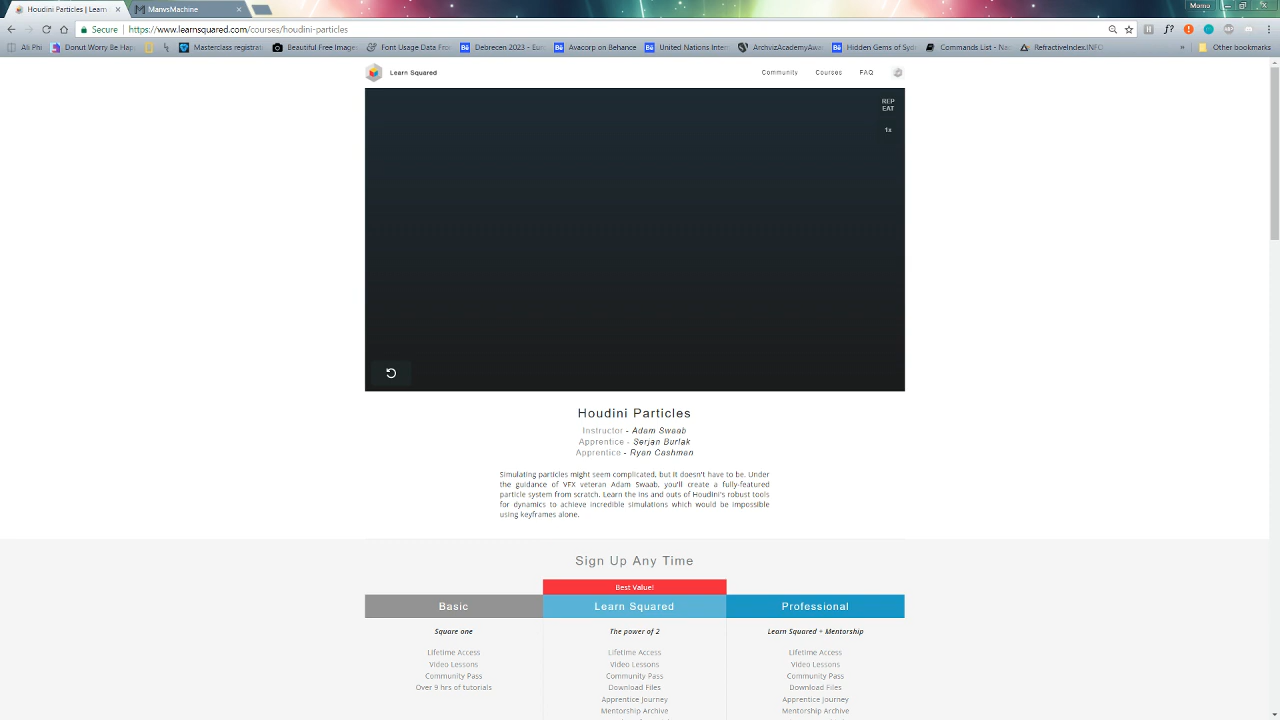 Houdini Particles | Learn
ManvsMachine
Momo
Secure
https://www.learnsquared.com/courses/houdini-particles
Ali Phi
Donut Worry Be Hap
Masterclass registrat
Beautiful Free Images
Font Usage Data Fro
Debrecen 2023 - Eur
Avacorp on Behance
United Nations Inter
ArchvizAcademyAwa
Hidden Gems of Syd
Commands List - Na
RefractiveIndex.INFO
»
Other bookmarks
Learn Squared
Community
Courses
FAQ
REP
EAT
1x
Houdini Particles
Instructor - Adam Swaab
Apprentice - Serjan Burlak
Apprentice - Ryan Cashman
Simulating particles might seem complicated, but it doesn't have to be. Under
the guidance of VFX veteran Adam Swaab, you'll create a fully-featured
particle system from scratch. Learn the ins and outs of Houdini's robust tools
for dynamics to achieve incredible simulations which would be impossible
using keyframes alone.
Sign Up Any Time
Best Value!
Basic
Learn Squared
Professional
Square one
The power of 2
Learn Squared + Mentorship
Lifetime Access
Lifetime Access
Lifetime Access
Video Lessons
Video Lessons
Video Lessons
Community Pass
Community Pass
Community Pass
Over 9 hrs of tutorials
Download Files
Download Files
Apprentice Journey
Apprentice Journey
Mentorship Archive
Mentorship Archive